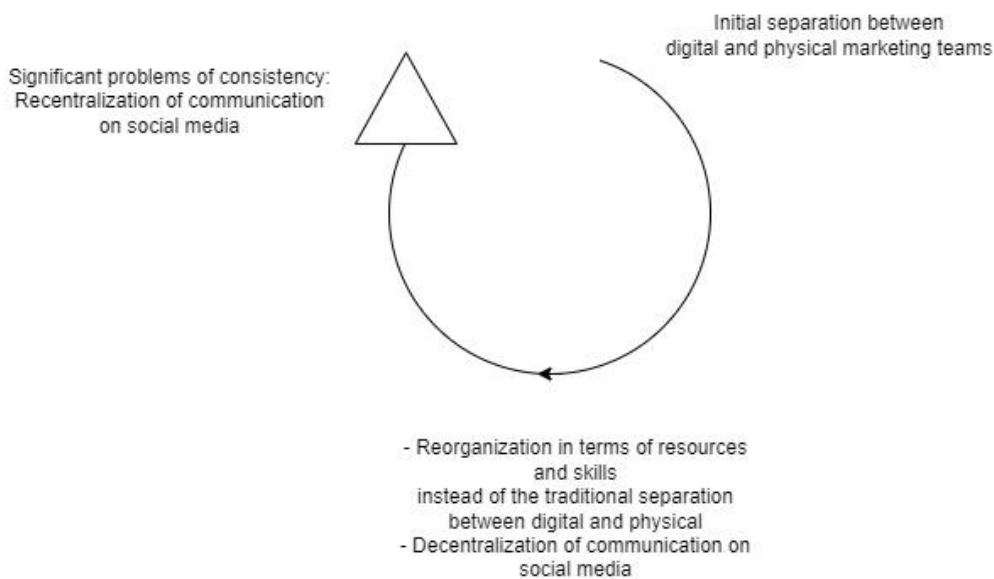 Initial separation between
digital and physical marketing teams
Significant problems of consistency:
Recentralization of communication
on social media
- Reorganization in terms of resources
and skills
instead of the traditional separation
between digital and physical
- Decentralization of communication on
social media